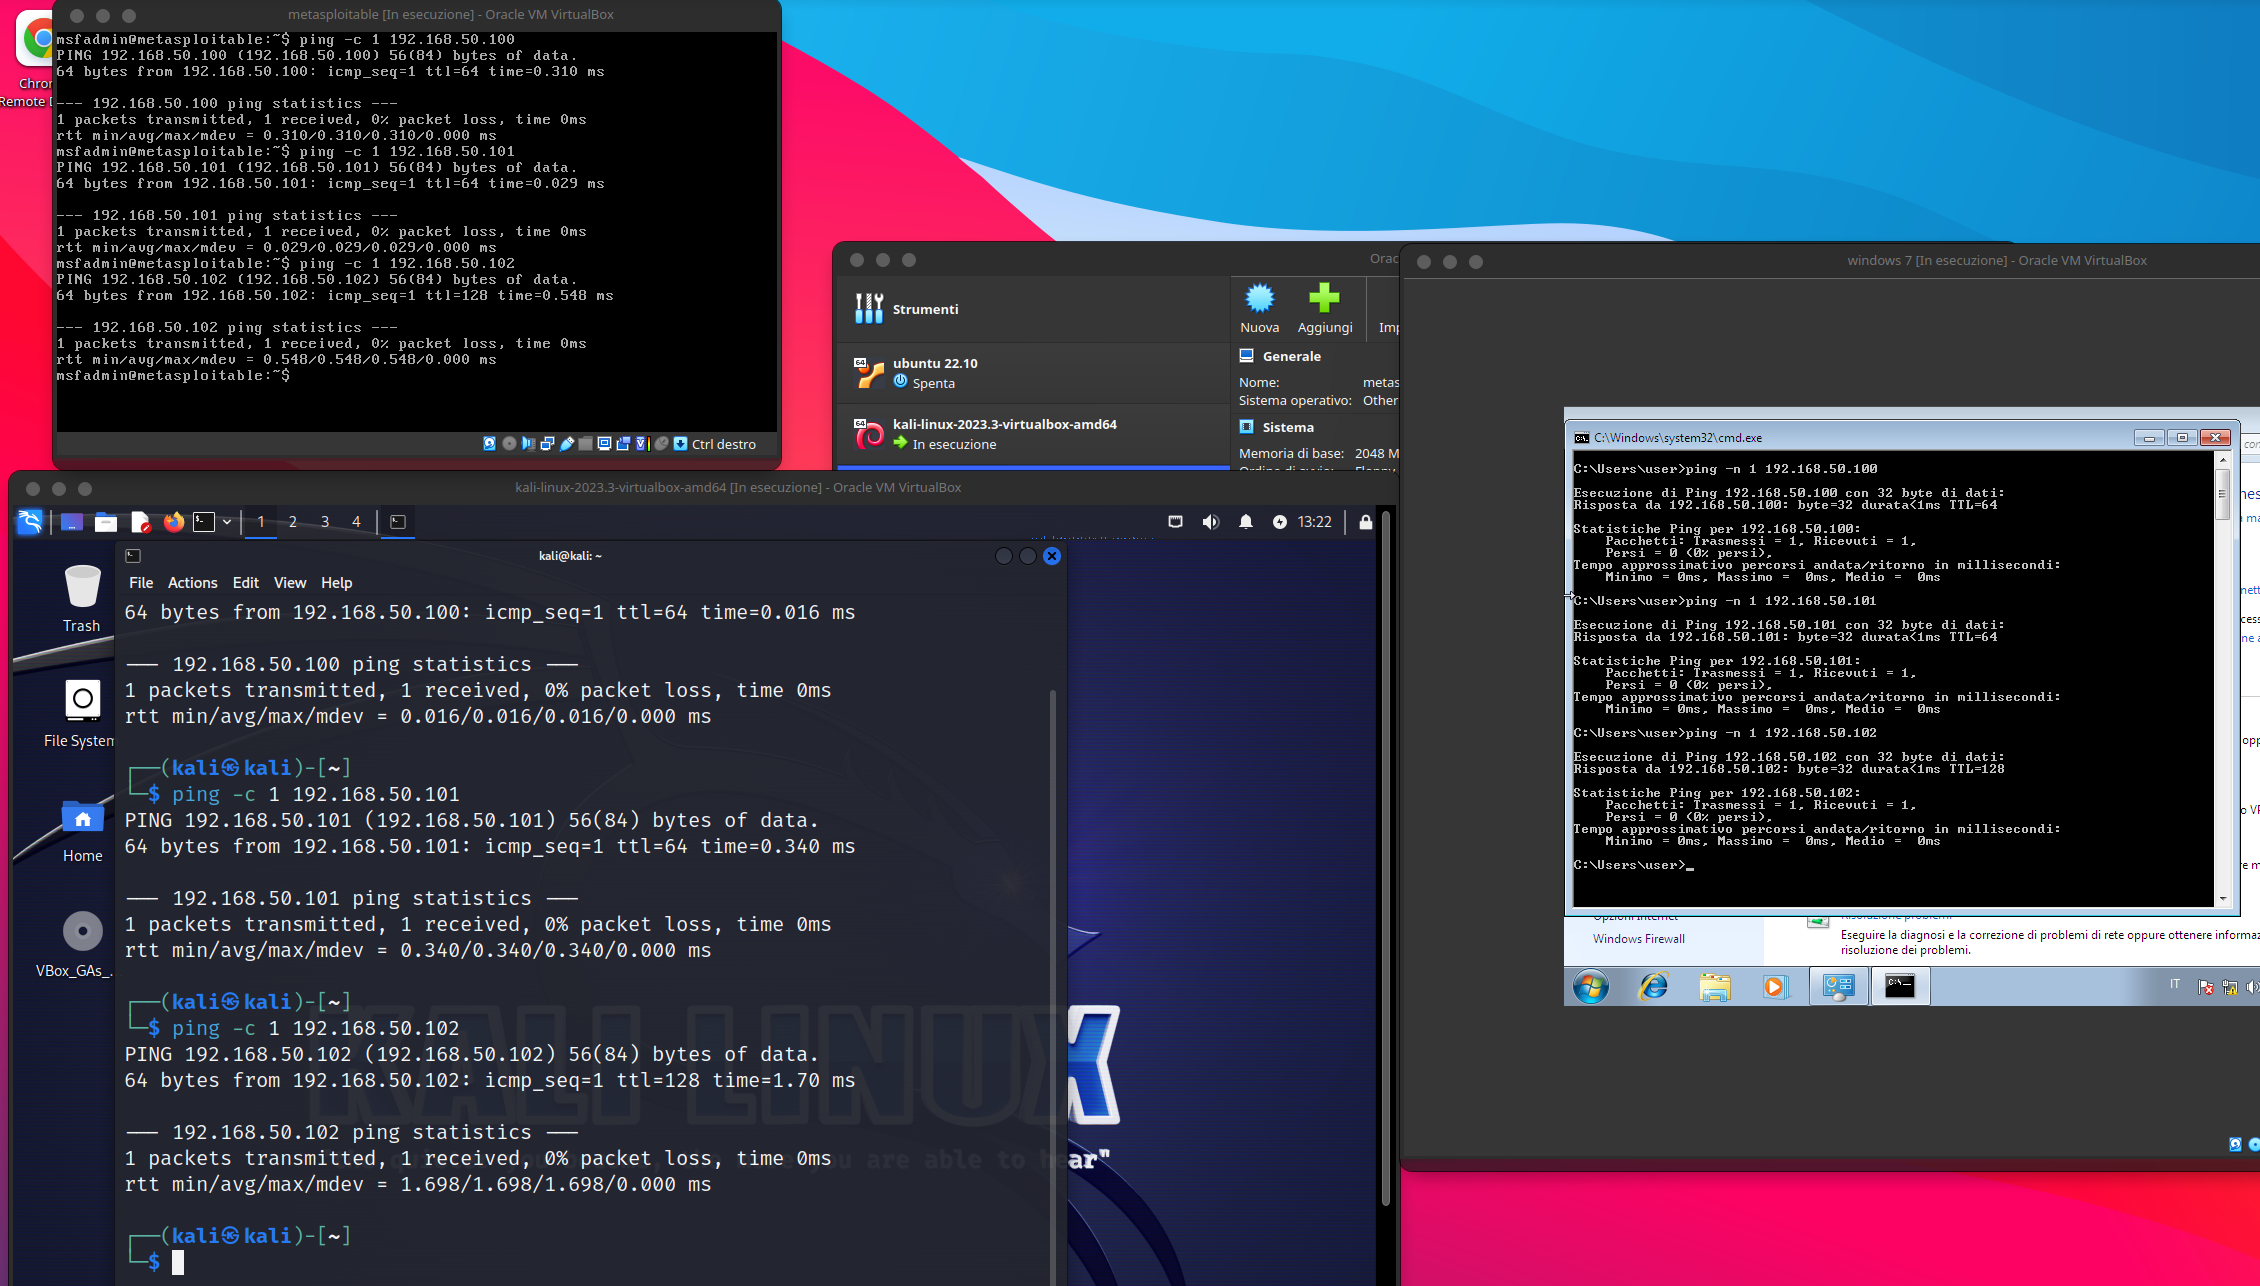 metasploitable [In esecuzione] - Oracle VM VirtualBox
msfadmin@metasploitable:~$ ping -c 1 192.168.50.100
PING 192.168.50.100 (192.168.50.100) 56(84) bytes of data.
64 bytes from 192.168.50.100: icmp_seq=1 ttl=64 time=0.310 ms
--- 192.168.50.100 ping statistics ---
1 packets transmitted, 1 received, 0% packet loss, time 0ms
rtt min/avg/max/mdev = 0.310/0.310/0.310/0.000 ms
msfadmin@metasploitable:~$ ping -c 1 192.168.50.101
PING 192.168.50.101 (192.168.50.101) 56(84) bytes of data.
64 bytes from 192.168.50.101: icmp_seq=1 ttl=64 time=0.029 ms
--- 192.168.50.101 ping statistics ---
1 packets transmitted, 1 received, 0% packet loss, time 0ms
rtt min/avg/max/mdev = 0.029/0.029/0.029/0.000 ms
msfadmin@metasploitable:~$ ping -c 1 192.168.50.102
PING 192.168.50.102 (192.168.50.102) 56(84) bytes of data.
64 bytes from 192.168.50.102: icmp_seq=1 ttl=128 time=0.548 ms
--- 192.168.50.102 ping statistics ---
1 packets transmitted, 1 received, 0% packet loss, time 0ms
rtt min/avg/max/mdev = 0.548/0.548/0.548/0.000 ms
msfadmin@metasploitable:~$
Ctrl destro
Chro
Remote D
Orac
Strumenti
Nuova
Aggiungi
Imp
ubuntu 22.10
Spenta
kali-linux-2023.3-virtualbox-amd64
In esecuzione
Generale
Nome: metas
Sistema operativo: Other
Sistema
Memoria di base: 2048 M
kali-linux-2023.3-virtualbox-amd64 [In esecuzione] - Oracle VM VirtualBox
1 2 3 4
13:22
kali@kali: ~
File Actions Edit View Help
Trash
File System
Home
VBox_GAs_...
64 bytes from 192.168.50.100: icmp_seq=1 ttl=64 time=0.016 ms
--- 192.168.50.100 ping statistics ---
1 packets transmitted, 1 received, 0% packet loss, time 0ms
rtt min/avg/max/mdev = 0.016/0.016/0.016/0.000 ms
┌──(kali㉿kali)-[~]
└─$ ping -c 1 192.168.50.101
PING 192.168.50.101 (192.168.50.101) 56(84) bytes of data.
64 bytes from 192.168.50.101: icmp_seq=1 ttl=64 time=0.340 ms
--- 192.168.50.101 ping statistics ---
1 packets transmitted, 1 received, 0% packet loss, time 0ms
rtt min/avg/max/mdev = 0.340/0.340/0.340/0.000 ms
┌──(kali㉿kali)-[~]
└─$ ping -c 1 192.168.50.102
PING 192.168.50.102 (192.168.50.102) 56(84) bytes of data.
64 bytes from 192.168.50.102: icmp_seq=1 ttl=128 time=1.70 ms
--- 192.168.50.102 ping statistics ---
1 packets transmitted, 1 received, 0% packet loss, time 0ms
rtt min/avg/max/mdev = 1.698/1.698/1.698/0.000 ms
┌──(kali㉿kali)-[~]
└─$
KALI LINUX
you are able to hear"
windows 7 [In esecuzione] - Oracle VM VirtualBox
C:\Windows\system32\cmd.exe
C:\Users\user>ping -n 1 192.168.50.100
Esecuzione di Ping 192.168.50.100 con 32 byte di dati:
Risposta da 192.168.50.100: byte=32 durata<1ms TTL=64
Statistiche Ping per 192.168.50.100:
Pacchetti: Trasmessi = 1, Ricevuti = 1,
Persi = 0 (0% persi),
Tempo approssimativo percorsi andata/ritorno in millisecondi:
Minimo = 0ms, Massimo = 0ms, Medio = 0ms
C:\Users\user>ping -n 1 192.168.50.101
Esecuzione di Ping 192.168.50.101 con 32 byte di dati:
Risposta da 192.168.50.101: byte=32 durata<1ms TTL=64
Statistiche Ping per 192.168.50.101:
Pacchetti: Trasmessi = 1, Ricevuti = 1,
Persi = 0 (0% persi),
Tempo approssimativo percorsi andata/ritorno in millisecondi:
Minimo = 0ms, Massimo = 0ms, Medio = 0ms
C:\Users\user>ping -n 1 192.168.50.102
Esecuzione di Ping 192.168.50.102 con 32 byte di dati:
Risposta da 192.168.50.102: byte=32 durata<1ms TTL=128
Statistiche Ping per 192.168.50.102:
Pacchetti: Trasmessi = 1, Ricevuti = 1,
Persi = 0 (0% persi),
Tempo approssimativo percorsi andata/ritorno in millisecondi:
Minimo = 0ms, Massimo = 0ms, Medio = 0ms
C:\Users\user>_
Opzioni Internet
Windows Firewall
Risoluzione problemi
Eseguire la diagnosi e la correzione di problemi di rete oppure ottenere informaz
risoluzione dei problemi.
IT